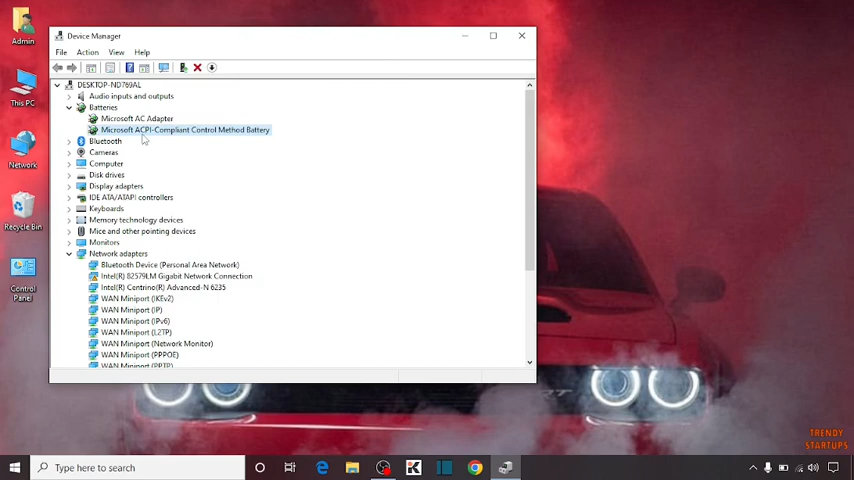 Admin
This PC
Network
Recycle Bin
Control
Panel
Device Manager
File Action View Help
DESKTOP-ND769AL
Audio inputs and outputs
Batteries
Microsoft AC Adapter
Microsoft ACPI-Compliant Control Method Battery
Bluetooth
Cameras
Computer
Disk drives
Display adapters
IDE ATA/ATAPI controllers
Keyboards
Memory technology devices
Mice and other pointing devices
Monitors
Network adapters
Bluetooth Device (Personal Area Network)
Intel(R) 82579LM Gigabit Network Connection
Intel(R) Centrino(R) Advanced-N 6235
WAN Miniport (IKEv2)
WAN Miniport (IP)
WAN Miniport (IPv6)
WAN Miniport (L2TP)
WAN Miniport (Network Monitor)
WAN Miniport (PPPOE)
WAN Miniport (PPTP)
TRENDY
STARTUPS
Type here to search